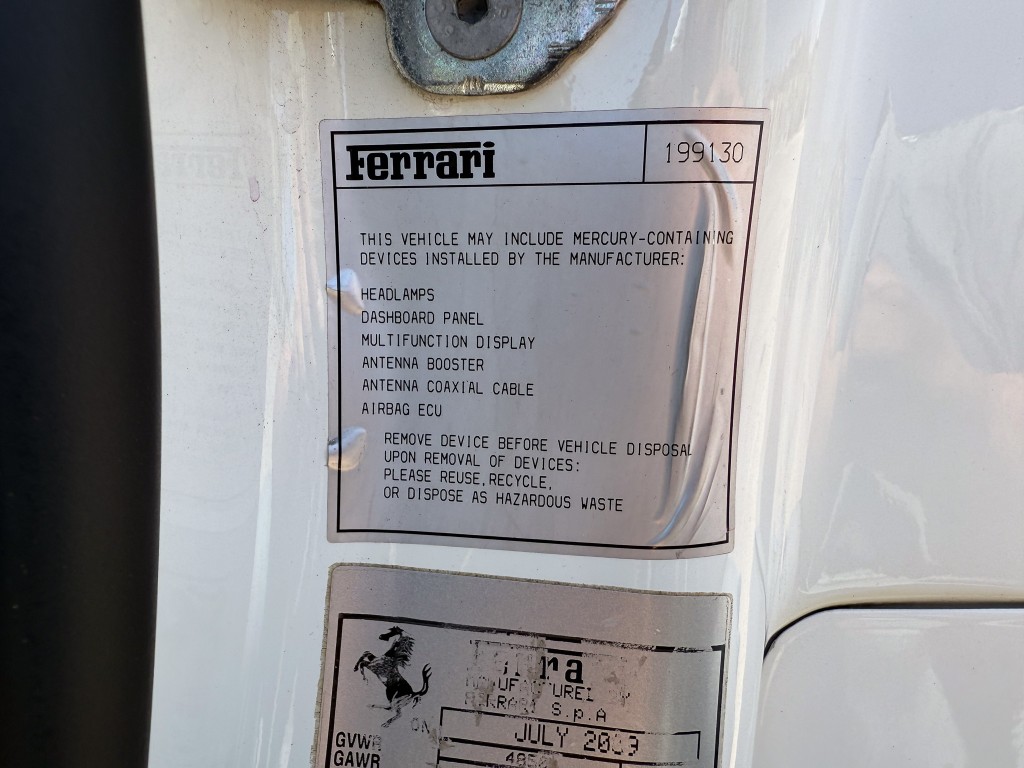 Ferrari 199130
THIS VEHICLE MAY INCLUDE MERCURY-CONTAINING
DEVICES INSTALLED BY THE MANUFACTURER:
HEADLAMPS
DASHBOARD PANEL
MULTIFUNCTION DISPLAY
ANTENNA BOOSTER
ANTENNA COAXIAL CABLE
AIRBAG ECU
REMOVE DEVICE BEFORE VEHICLE DISPOSAL
UPON REMOVAL OF DEVICES:
PLEASE REUSE, RECYCLE,
OR DISPOSE AS HAZARDOUS WASTE
S.p.A
ON JULY
GVWR
GAWR